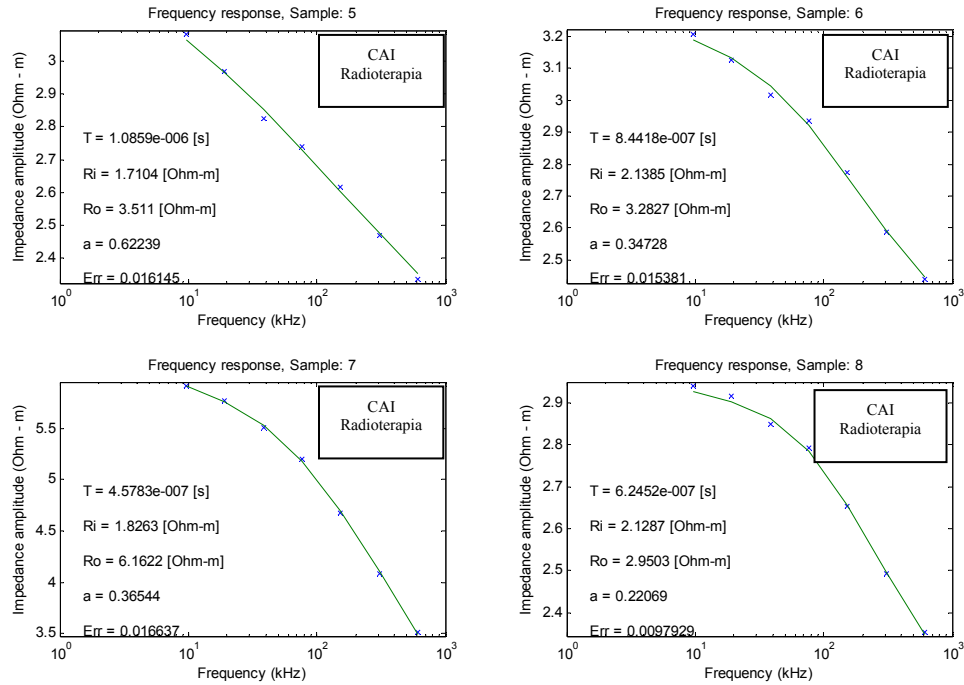 Frequency response, Sample: 5
CAI
Radioterapia
Impedance amplitude (Ohm - m)
3
2.9
2.8
2.7
2.6
2.5
2.4
T = 1.0859e-006 [s]
Ri = 1.7104 [Ohm-m]
Ro = 3.511 [Ohm-m]
a = 0.62239
Err = 0.016145
10^0 10^1 10^2 10^3
Frequency (kHz)
Frequency response, Sample: 6
CAI
Radioterapia
Impedance amplitude (Ohm - m)
3.2
3.1
3
2.9
2.8
2.7
2.6
2.5
T = 8.4418e-007 [s]
Ri = 2.1385 [Ohm-m]
Ro = 3.2827 [Ohm-m]
a = 0.34728
Err = 0.015381
10^0 10^1 10^2 10^3
Frequency (kHz)
Frequency response, Sample: 7
CAI
Radioterapia
Impedance amplitude (Ohm - m)
5.5
5
4.5
4
3.5
T = 4.5783e-007 [s]
Ri = 1.8263 [Ohm-m]
Ro = 6.1622 [Ohm-m]
a = 0.36544
Err = 0.016637
10^0 10^1 10^2 10^3
Frequency (kHz)
Frequency response, Sample: 8
CAI
Radioterapia
Impedance amplitude (Ohm - m)
2.9
2.8
2.7
2.6
2.5
2.4
T = 6.2452e-007 [s]
Ri = 2.1287 [Ohm-m]
Ro = 2.9503 [Ohm-m]
a = 0.22069
Err = 0.0097929
10^0 10^1 10^2 10^3
Frequency (kHz)